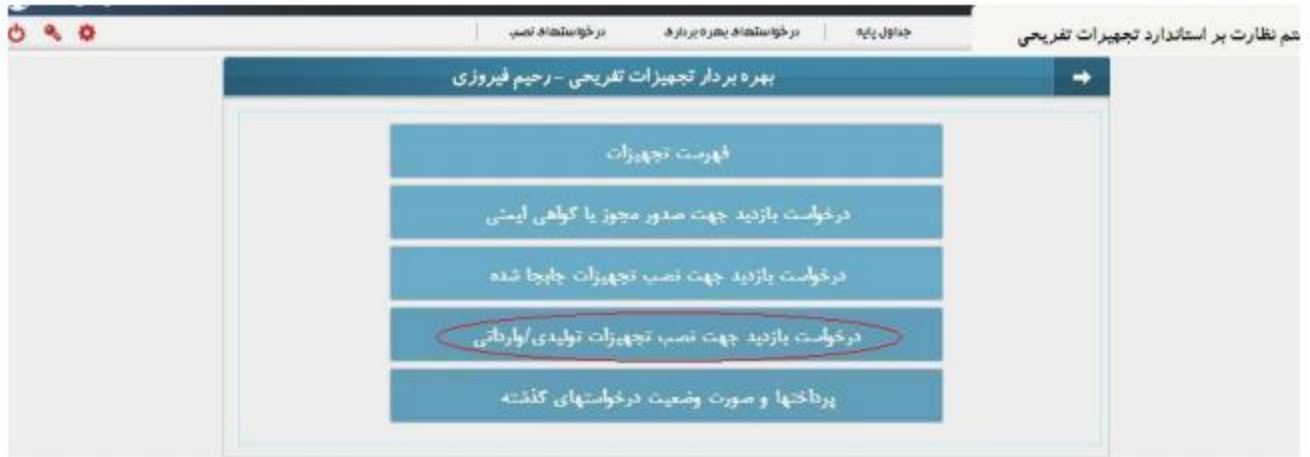 تم نظارت بر استاندارد تجهیزات تفریحی
جداول پایه درخواستهای بهره برداری درخواستهای نصب
بهره بردار تجهیزات تفریحی - رحیم فیروزی
فهرست تجهیزات
درخواست بازدید جهت صدور مجوز یا گواهی ایمنی
درخواست بازدید جهت نصب تجهیزات جابجا شده
درخواست بازدید جهت نصب تجهیزات تولیدی/وارداتی
پرداختها و صورت وضعیت درخواستهای گذشته